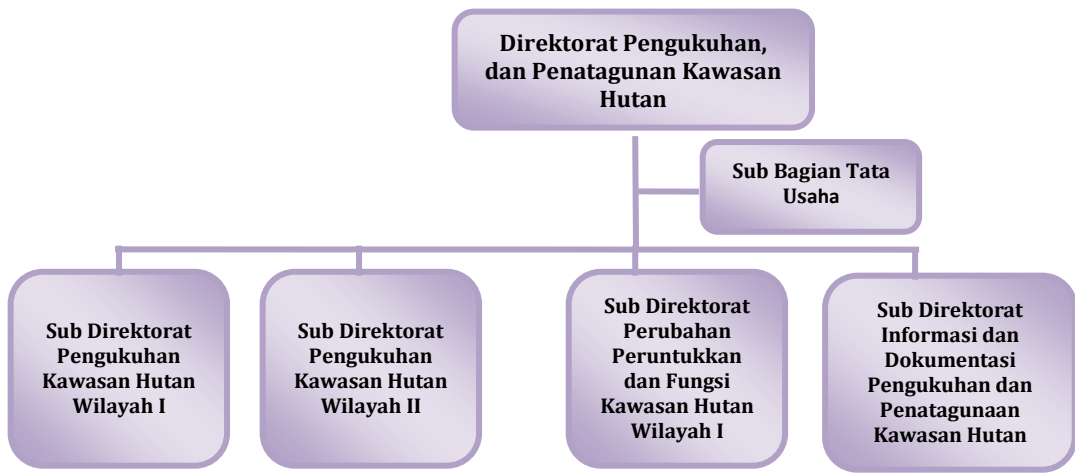 Direktorat Pengukuhan,
dan Penatagunan Kawasan
Hutan
Sub Bagian Tata
Usaha
Sub Direktorat
Pengukuhan
Kawasan Hutan
Wilayah I
Sub Direktorat
Pengukuhan
Kawasan Hutan
Wilayah II
Sub Direktorat
Perubahan
Peruntukkan
dan Fungsi
Kawasan Hutan
Wilayah I
Sub Direktorat
Informasi dan
Dokumentasi
Pengukuhan dan
Penatagunaan
Kawasan Hutan